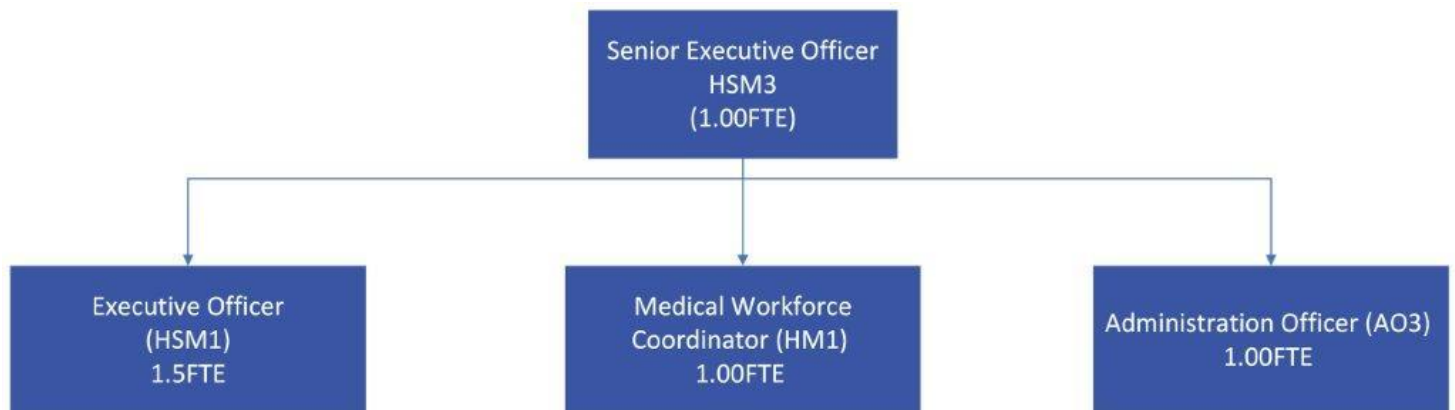 Senior Executive Officer
HSM3
(1.00FTE)
Executive Officer
(HSM1)
1.5FTE
Medical Workforce
Coordinator (HM1)
1.00FTE
Administration Officer (AO3)
1.00FTE